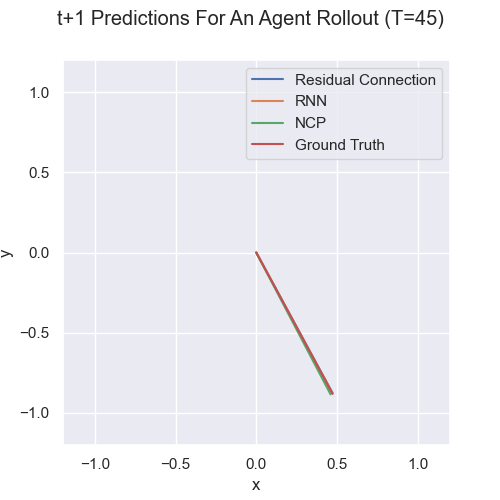 t+1 Predictions For An Agent Rollout (T=45)
Residual Connection
RNN
NCP
Ground Truth
1.0
0.5
0.0
−0.5
−1.0
y
−1.0 −0.5 0.0 0.5 1.0
x